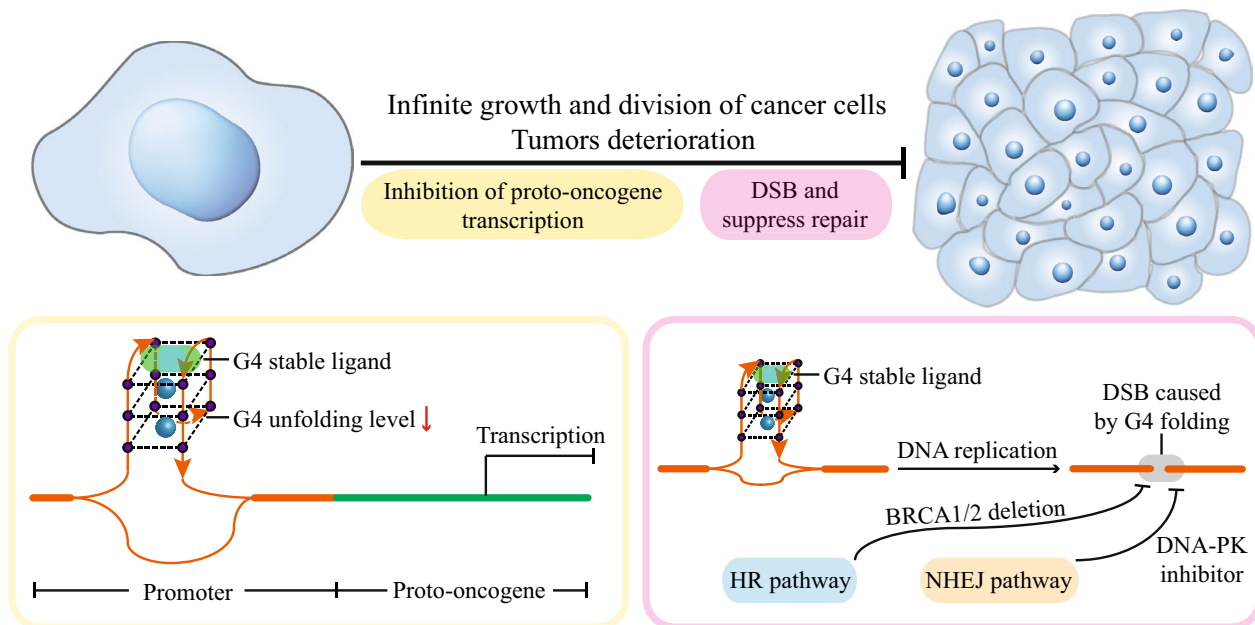 Infinite growth and division of cancer cells
Tumors deterioration
Inhibition of proto-oncogene
transcription
DSB and
suppress repair
G4 stable ligand
G4 unfolding level ↓
Transcription
Promoter
Proto-oncogene
G4 stable ligand
DNA replication
DSB caused
by G4 folding
BRCA1/2 deletion
HR pathway
NHEJ pathway
DNA-PK
inhibitor